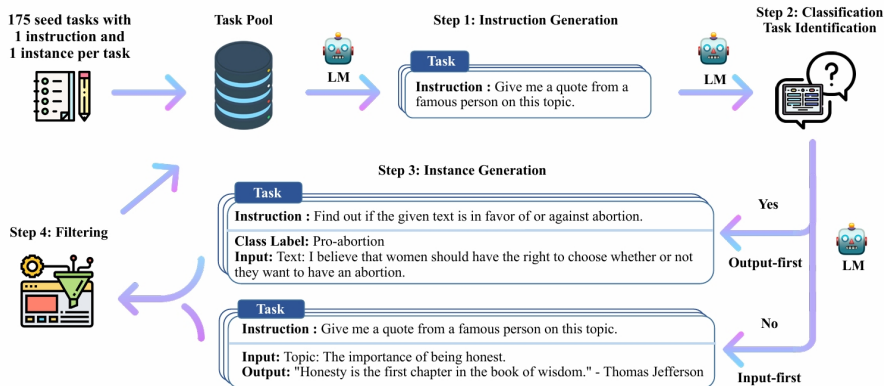 175 seed tasks with
1 instruction and
1 instance per task
Task Pool
Step 1: Instruction Generation
Step 2: Classification
Task Identification
LM
Task
Instruction : Give me a quote from a
famous person on this topic.
LM
Step 3: Instance Generation
Task
Instruction : Find out if the given text is in favor of or against abortion.
Class Label: Pro-abortion
Input: Text: I believe that women should have the right to choose whether or not
they want to have an abortion.
Yes
Output-first
LM
Step 4: Filtering
Task
Instruction : Give me a quote from a famous person on this topic.
Input: Topic: The importance of being honest.
Output: "Honesty is the first chapter in the book of wisdom." - Thomas Jefferson
No
Input-first